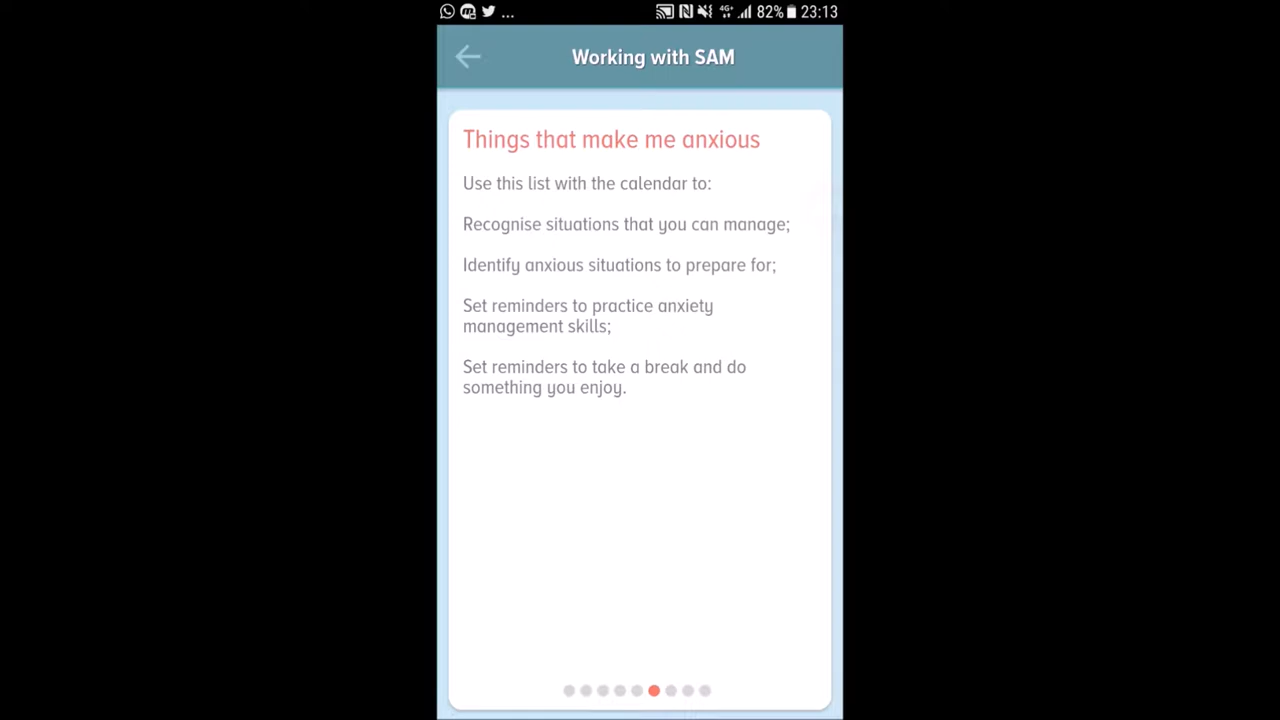 ... 4G+ 82% 23:13
Working with SAM
Things that make me anxious
Use this list with the calendar to:
Recognise situations that you can manage;
Identify anxious situations to prepare for;
Set reminders to practice anxiety
management skills;
Set reminders to take a break and do
something you enjoy.